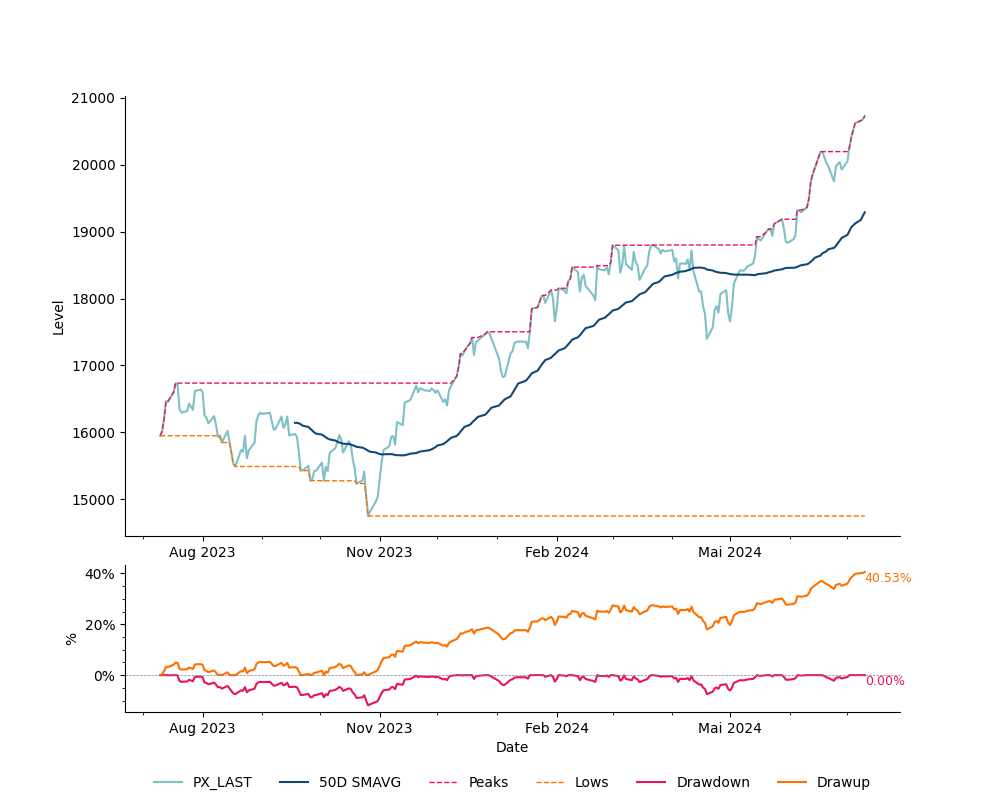 21000
20000
19000
18000
17000
16000
15000
Level
Aug 2023 Nov 2023 Feb 2024 Mai 2024
40%
20%
0%
%
40.53%
0.00%
Aug 2023 Nov 2023 Feb 2024 Mai 2024
Date
PX_LAST 50D SMAVG Peaks Lows Drawdown Drawup